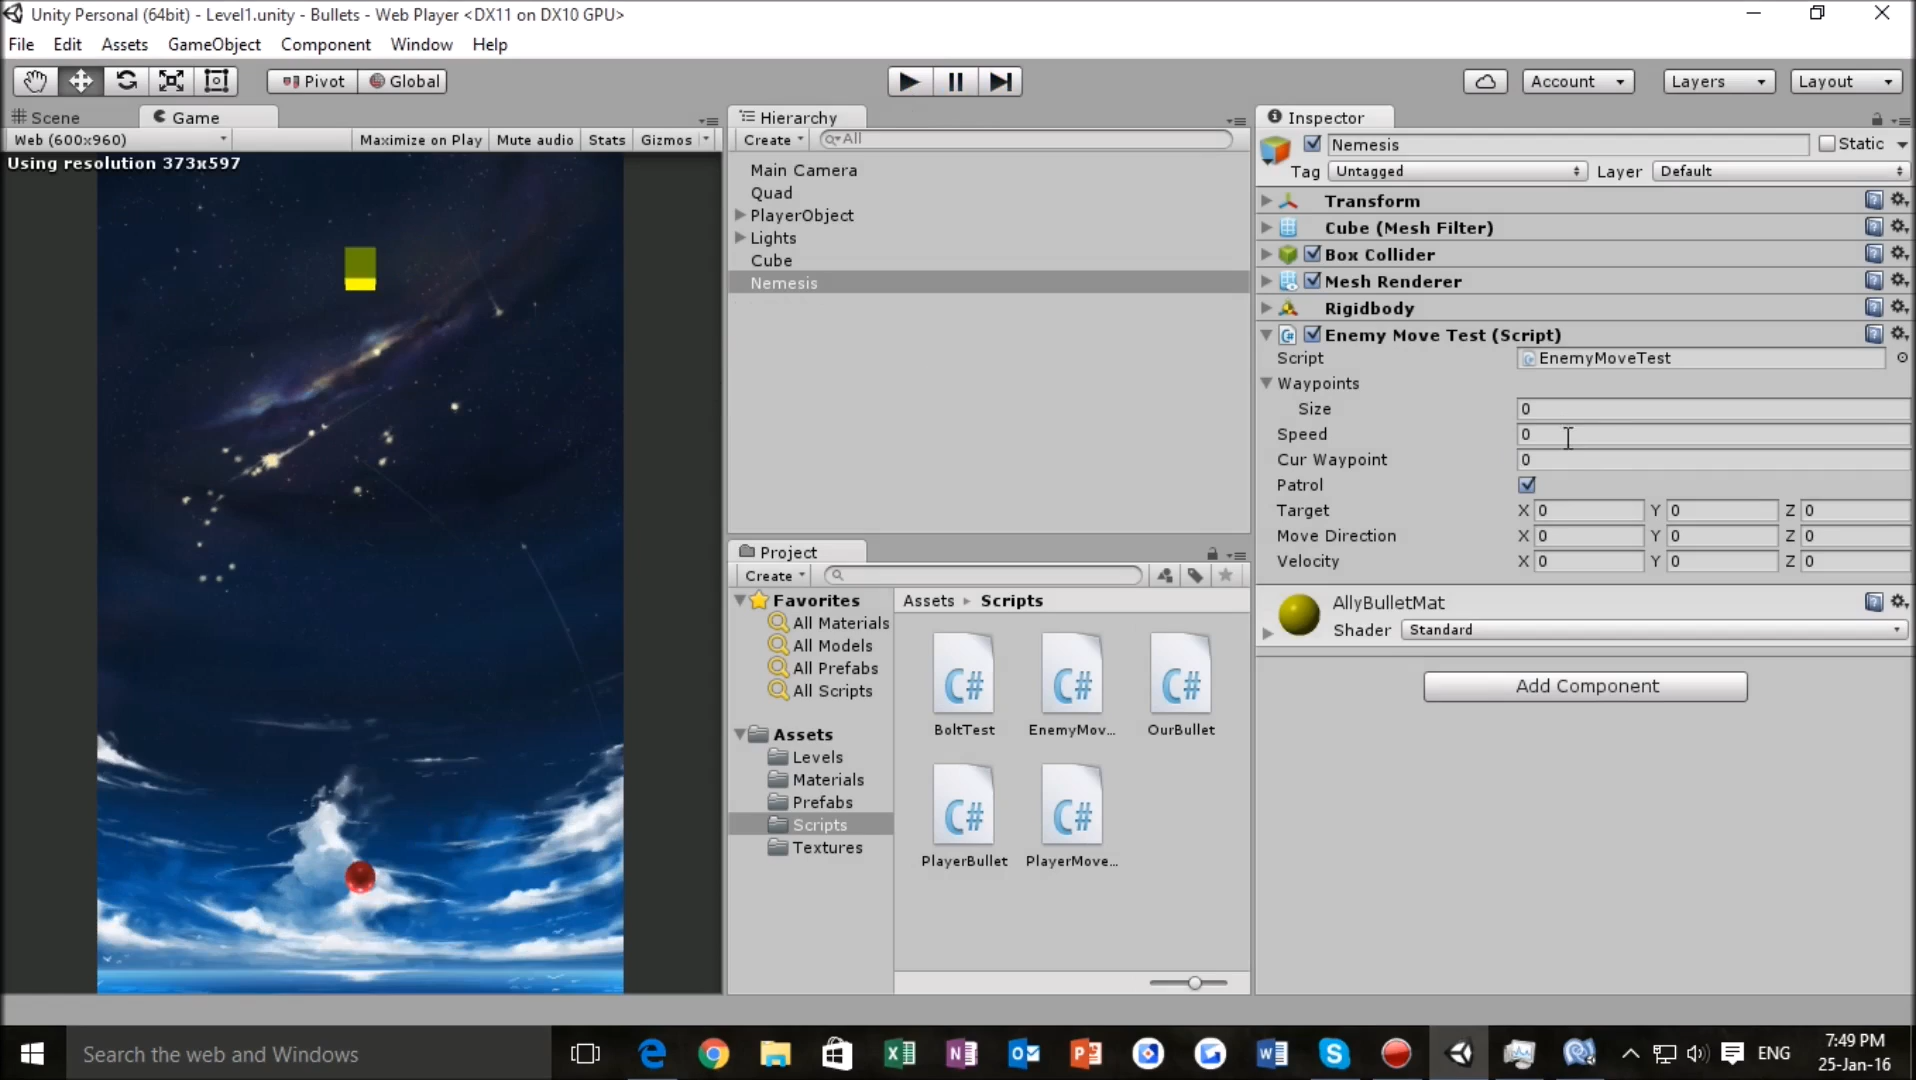 Unity Personal (64bit) - Level1.unity - Bullets - Web Player <DX11 on DX10 GPU>
File Edit Assets GameObject Component Window Help
Pivot Global Account Layers Layout
Scene Game
Web (600x960) Maximize on Play Mute audio Stats Gizmos
Using resolution 373x597
Hierarchy
Create All
Main Camera
Quad
PlayerObject
Lights
Cube
Nemesis
Project
Create
Favorites
All Materials
All Models
All Prefabs
All Scripts
Assets
Levels
Materials
Prefabs
Scripts
Textures
Assets Scripts
C# C# C#
BoltTest EnemyMov... OurBullet
C# C#
PlayerBullet PlayerMove...
Inspector
Nemesis Static
Tag Untagged Layer Default
Transform
Cube (Mesh Filter)
Box Collider
Mesh Renderer
Rigidbody
Enemy Move Test (Script)
Script EnemyMoveTest
Waypoints
Size 0
Speed 0
Cur Waypoint 0
Patrol
Target X 0 Y 0 Z 0
Move Direction X 0 Y 0 Z 0
Velocity X 0 Y 0 Z 0
AllyBulletMat
Shader Standard
Add Component
Search the web and Windows
ENG
7:49 PM
25-Jan-16